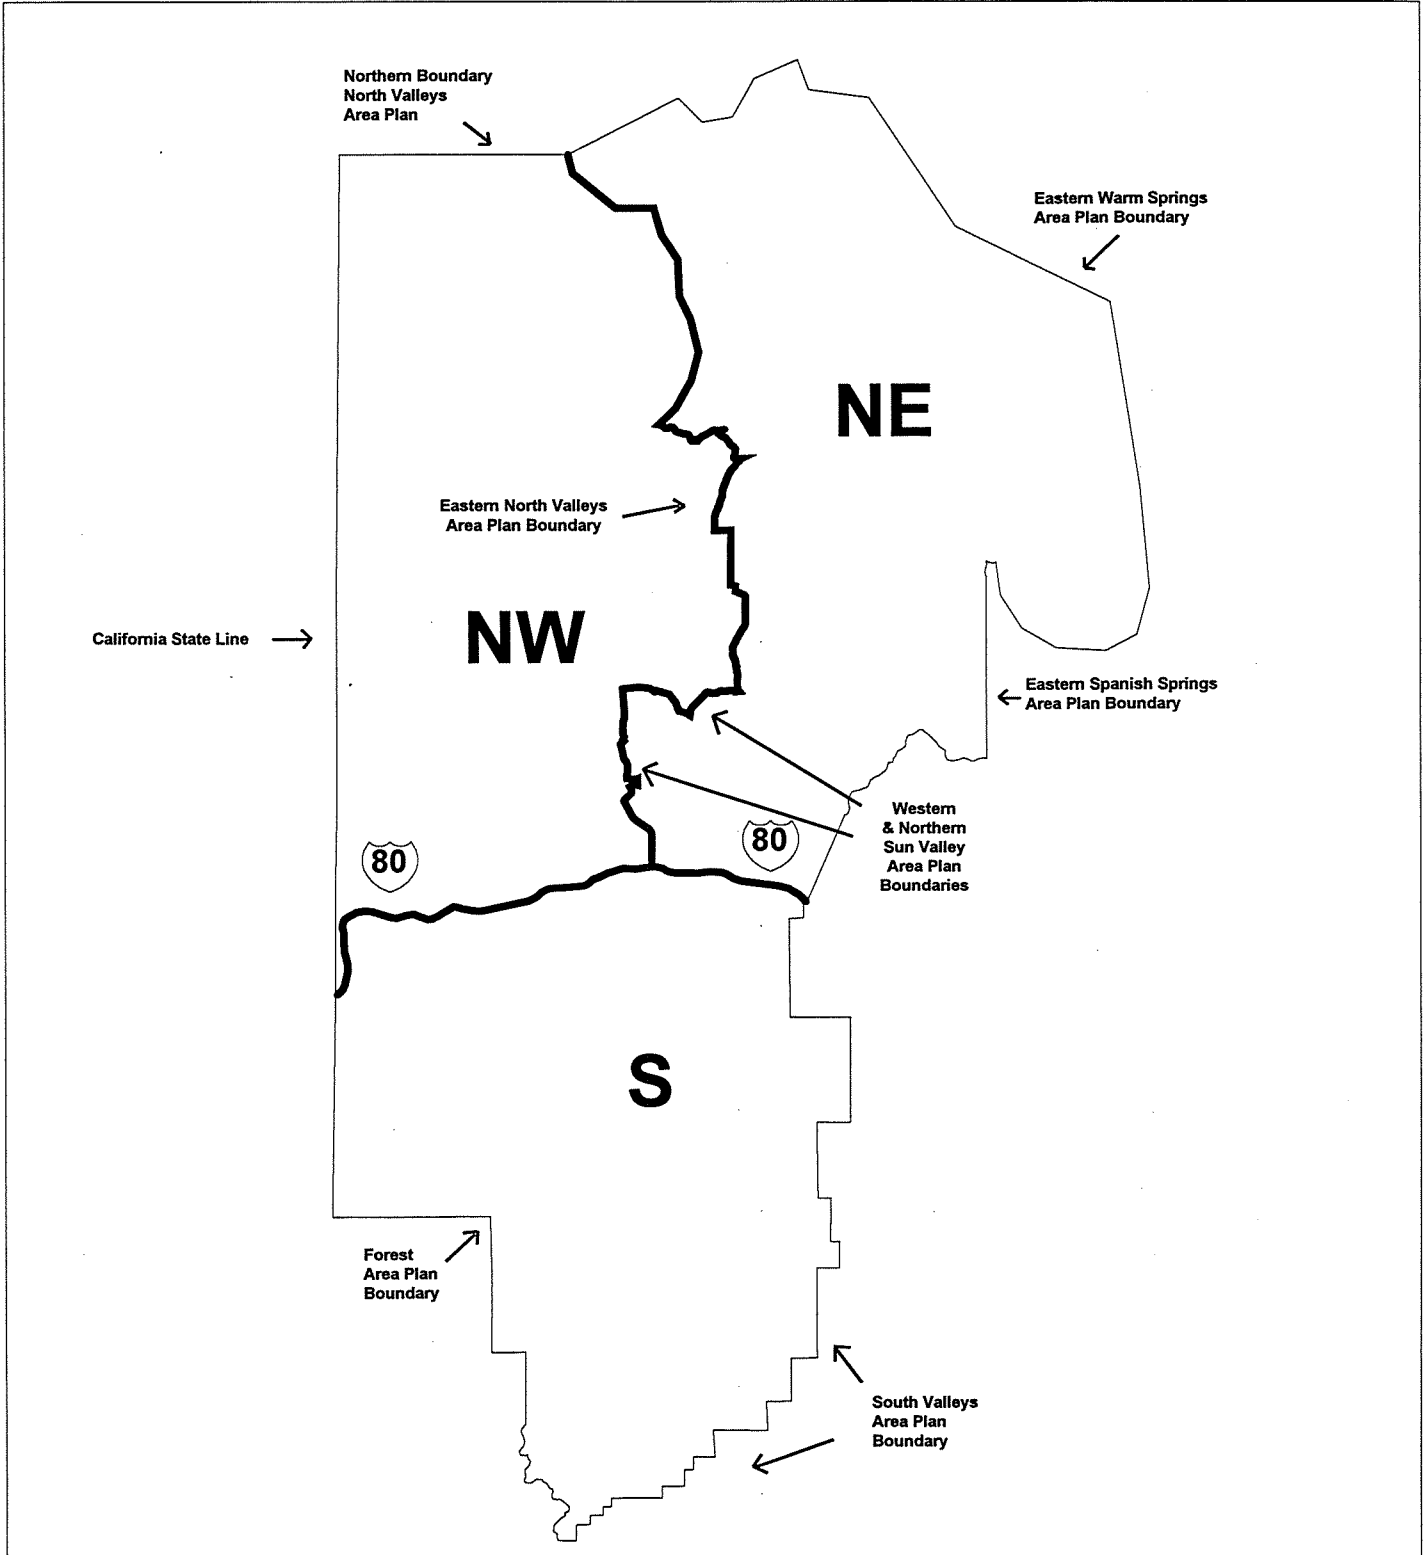 Northern Boundary
North Valleys
Area Plan
Eastern Warm Springs
Area Plan Boundary
NE
Eastern North Valleys
Area Plan Boundary
NW
California State Line
Eastern Spanish Springs
Area Plan Boundary
Western
& Northern
Sun Valley
Area Plan
Boundaries
80
80
S
Forest
Area Plan
Boundary
South Valleys
Area Plan
Boundary